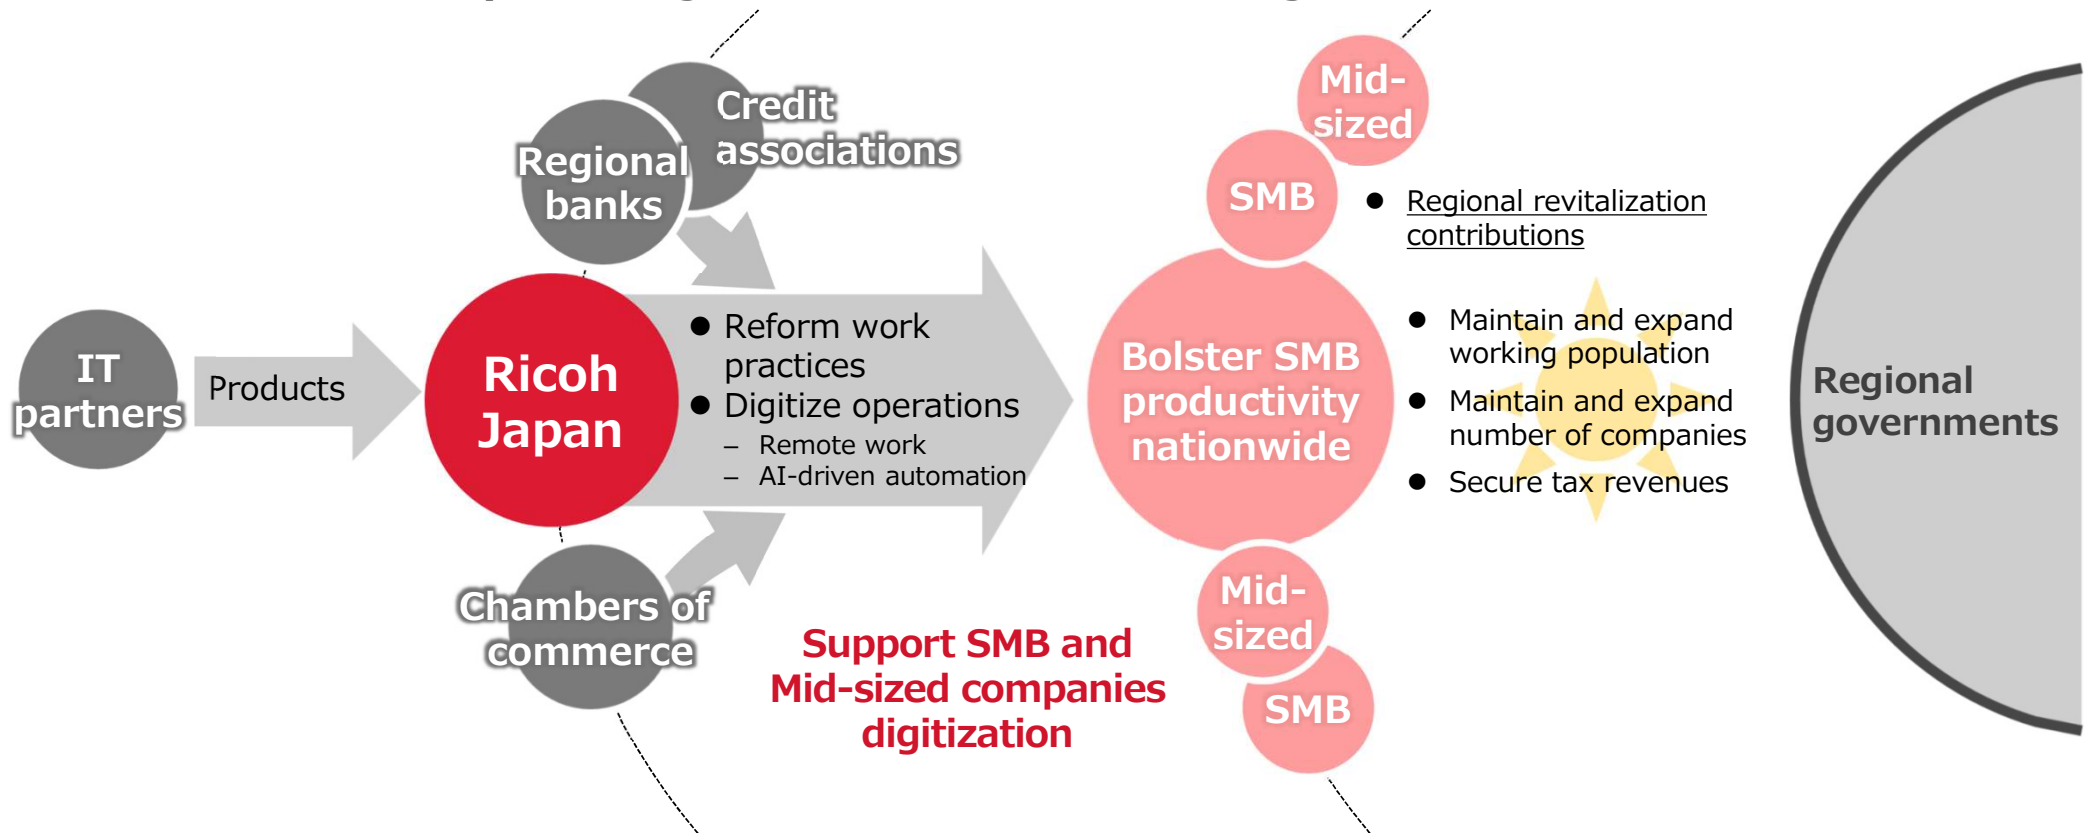 Credit
associations
Regional
banks
IT
partners
Products
Ricoh
Japan
● Reform work
practices
● Digitize operations
– Remote work
– AI-driven automation
Chambers of
commerce
Support SMB and
Mid-sized companies
digitization
Mid-
sized
SMB
Bolster SMB
productivity
nationwide
Mid-
sized
SMB
● Regional revitalization
contributions
● Maintain and expand
working population
● Maintain and expand
number of companies
● Secure tax revenues
Regional
governments